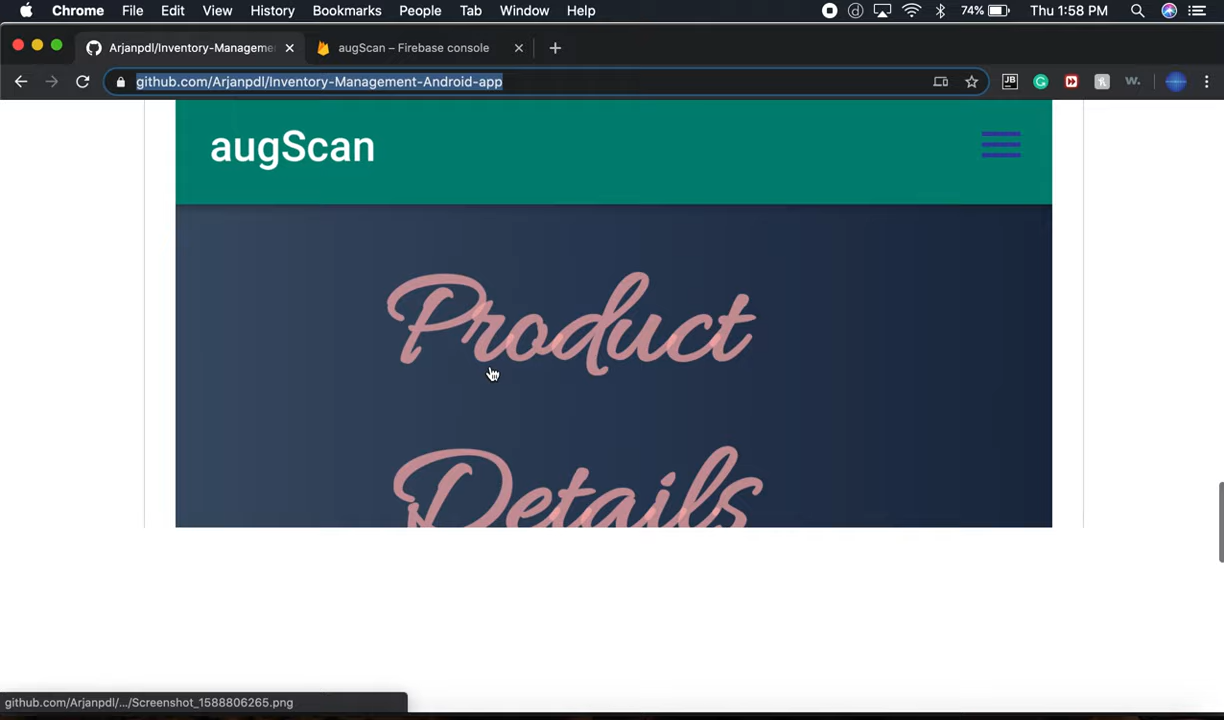 Chrome File Edit View History Bookmarks People Tab Window Help 74% Thu 1:58 PM
Arjanpdl/Inventory-Manageme augScan – Firebase console
github.com/Arjanpdl/Inventory-Management-Android-app
augScan
Product
Details
github.com/Arjanpdl/.../Screenshot_1588806265.png